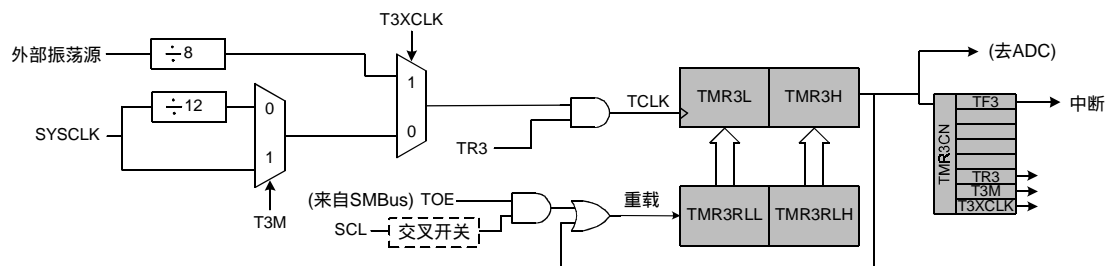 T3XCLK
外部振荡源
÷8
(去ADC)
1
TMR3L
TMR3H
÷12
0
TCLK
TF3
中断
SYSCLK
0
TR3
TMR3CN
1
TR3
(来自SMBus) TOE
重载
T3M
T3M
TMR3RLL
TMR3RLH
T3XCLK
SCL
交叉开关